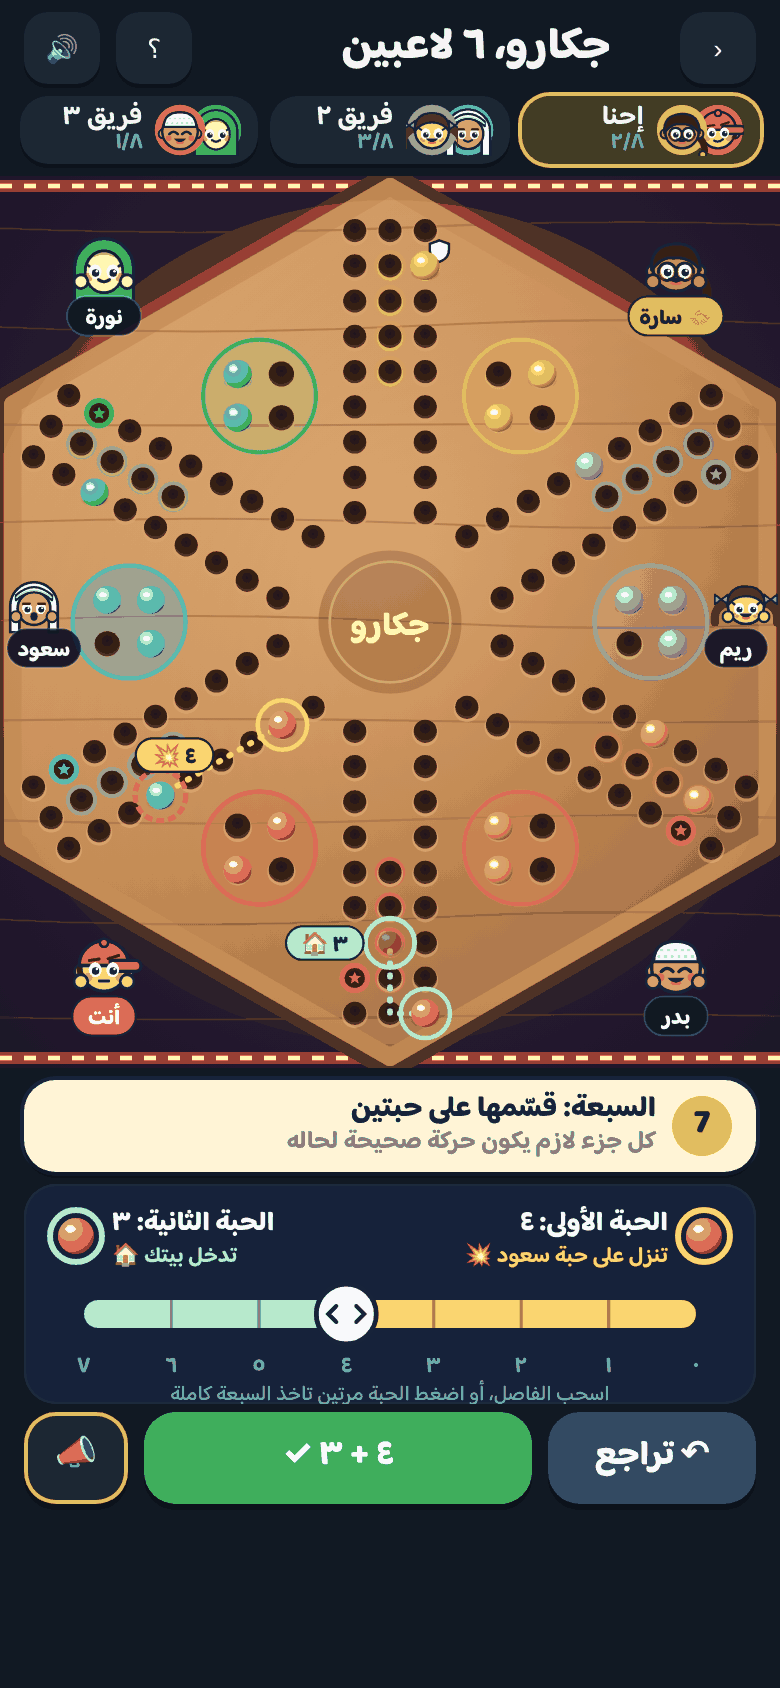 جكارو، ٦ لاعبين
؟
إحنا
٢/٨
فريق ٢
٣/٨
فريق ٣
١/٨
نورة
سارة
سعود
ريم
جكارو
٤
٣
أنت
بدر
7
السبعة: قسّمها على حبتين
كل جزء لازم يكون حركة صحيحة لحاله
الحبة الأولى: ٤
تنزل على حبة سعود
الحبة الثانية: ٣
تدخل بيتك
٠ ١ ٢ ٣ ٤ ٥ ٦ ٧
اسحب الفاصل، أو اضغط الحبة مرتين تاخذ السبعة كاملة
تراجع
٤ + ٣ ✓